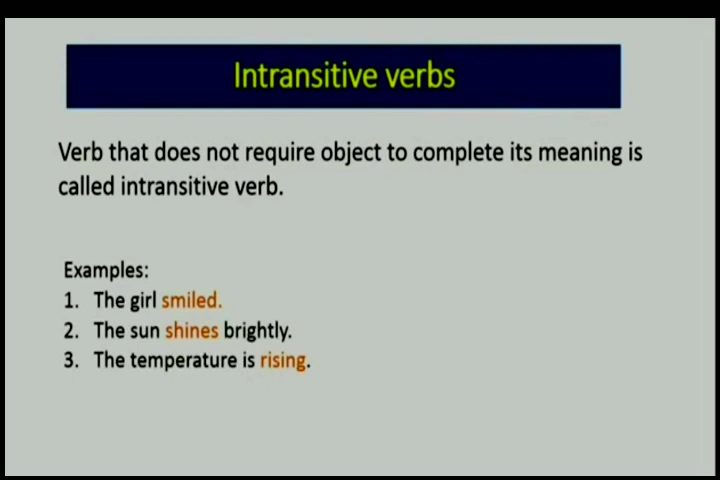 Intransitive verbs
Verb that does not require object to complete its meaning is
called intransitive verb.
Examples:
1. The girl smiled.
2. The sun shines brightly.
3. The temperature is rising.